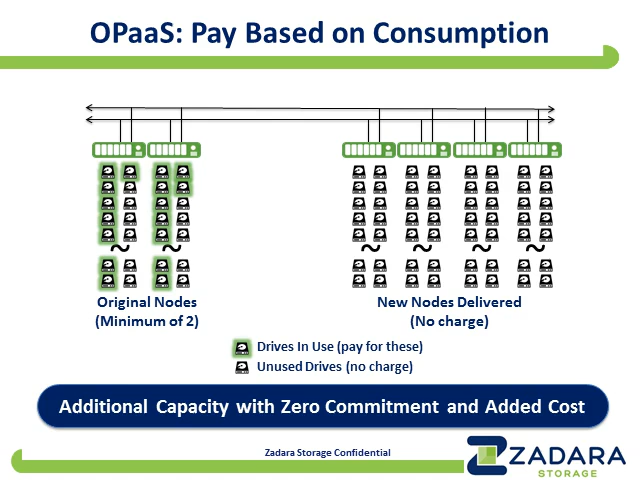 OPaaS: Pay Based on Consumption
~ ~ ~ ~ ~ ~
Original Nodes
(Minimum of 2)
New Nodes Delivered
(No charge)
Drives In Use (pay for these)
Unused Drives (no charge)
Additional Capacity with Zero Commitment and Added Cost
Zadara Storage Confidential
ZADARA
STORAGE